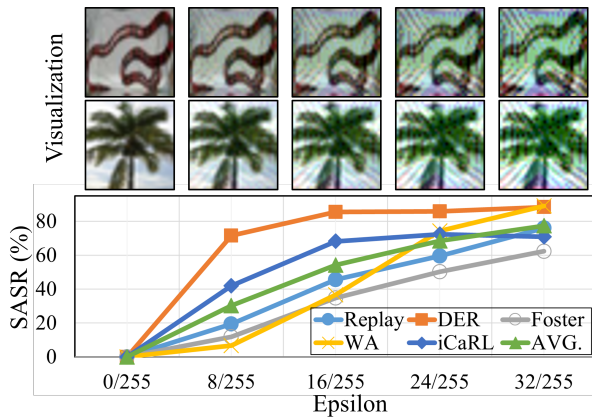 Visualization
SASR (%)
80
60
40
20
0
Replay DER Foster
WA iCaRL AVG.
0/255 8/255 16/255 24/255 32/255
Epsilon